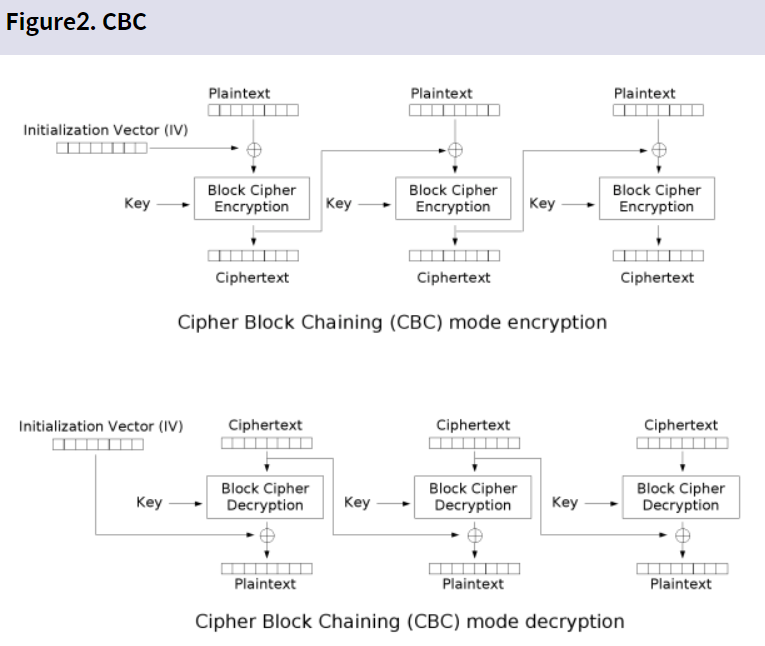 Figure2. CBC
Plaintext
Plaintext
Plaintext
Initialization Vector (IV)
Key
Block Cipher
Encryption
Key
Block Cipher
Encryption
Key
Block Cipher
Encryption
Ciphertext
Ciphertext
Ciphertext
Cipher Block Chaining (CBC) mode encryption
Initialization Vector (IV)
Ciphertext
Ciphertext
Ciphertext
Key
Block Cipher
Decryption
Key
Block Cipher
Decryption
Key
Block Cipher
Decryption
Plaintext
Plaintext
Plaintext
Cipher Block Chaining (CBC) mode decryption